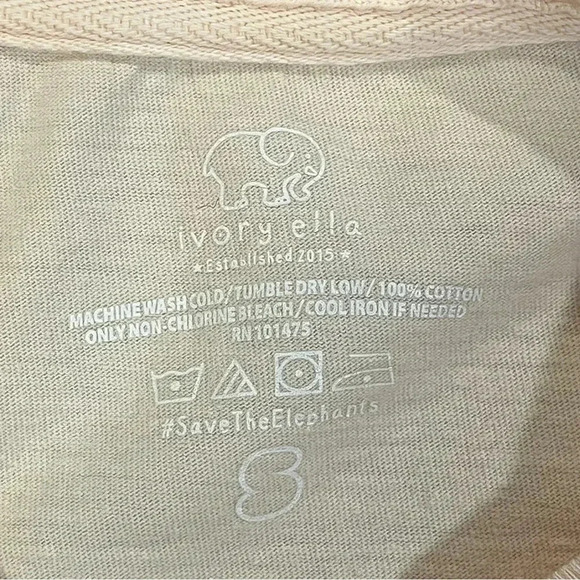 ivory ella
★ Established 2015 ★
MACHINE WASH COLD/TUMBLE DRY LOW/100% COTTON
ONLY NON-CHLORINE BLEACH/COOL IRON IF NEEDED
RN 101475
#SaveTheElephants
S